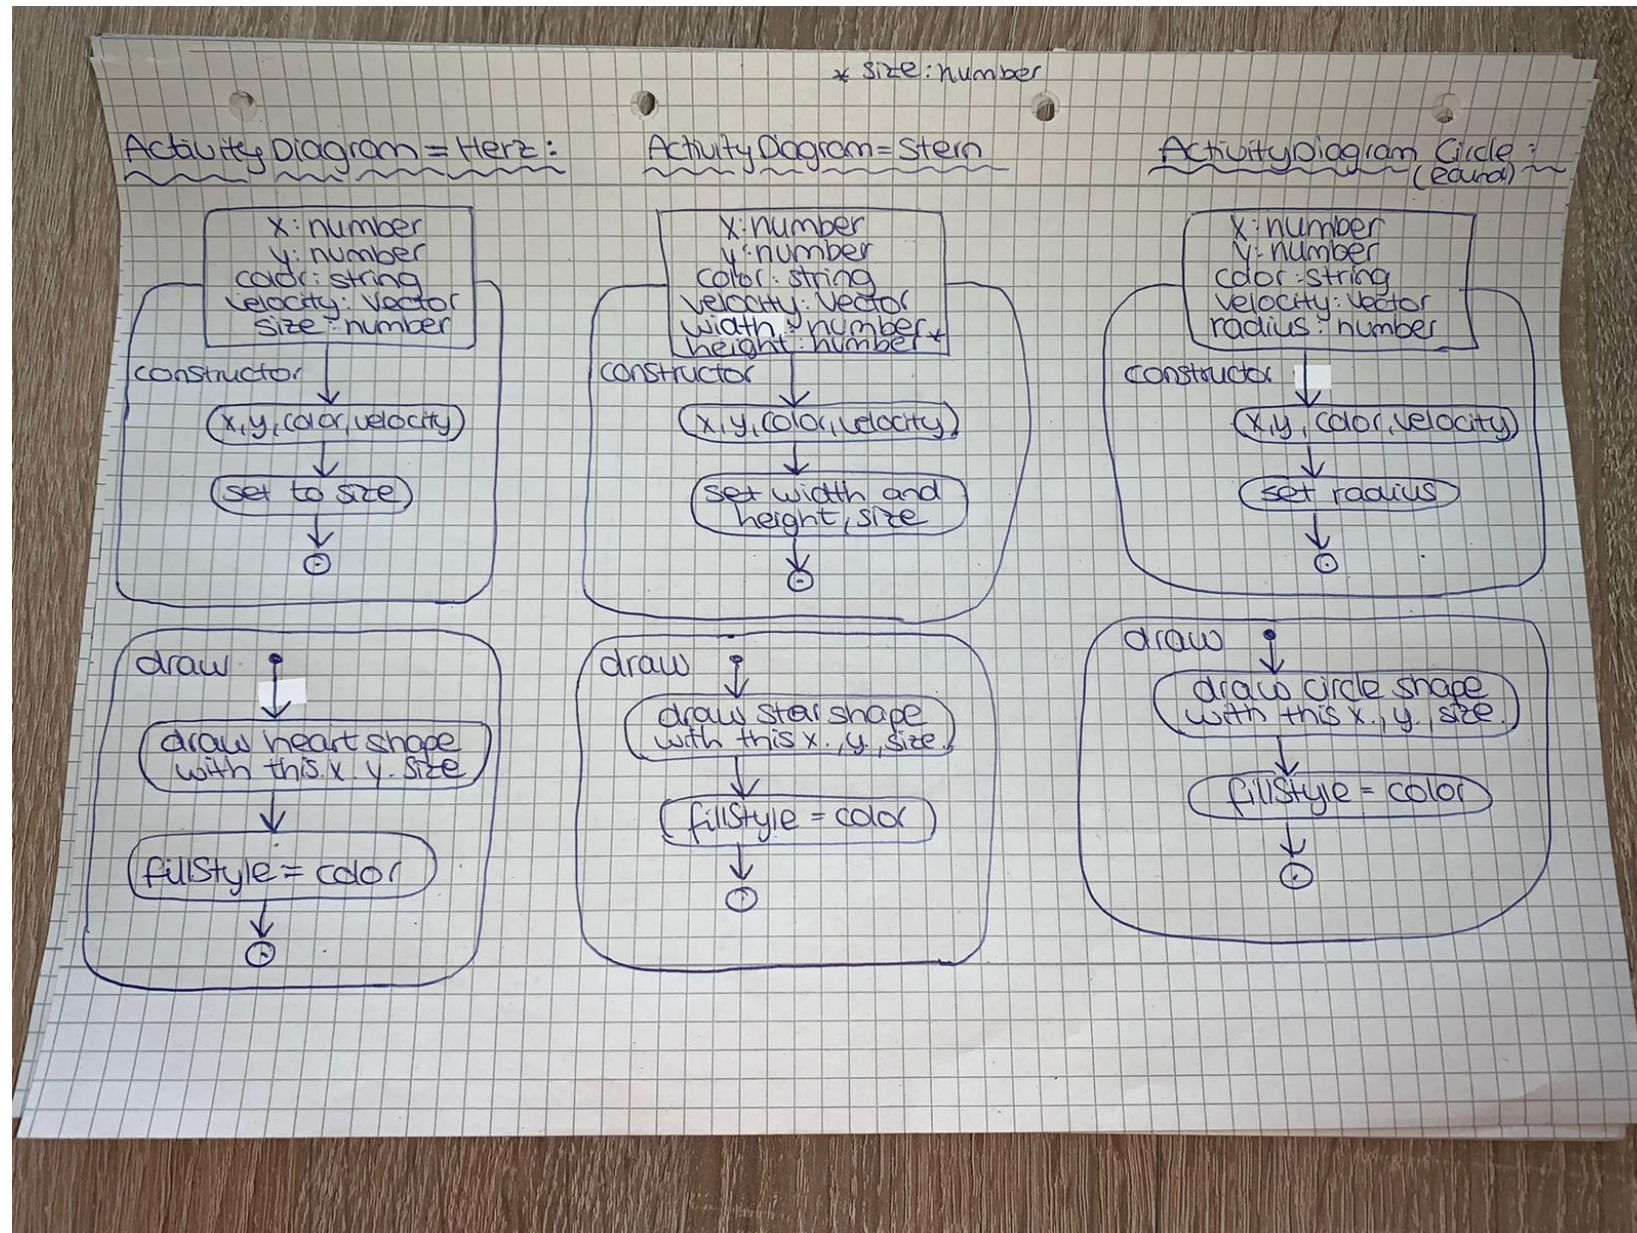 * size: number
Activity Diagram = Herz:
x: number
y: number
color: string
velocity: Vector
size: number
constructor
x, y, color, velocity
set to size
draw
draw heart shape
with this. x. y. size
fillStyle = color
Activity Diagram = Stern
x: number
y: number
color: string
velocity: Vector
width: number
height: number *
constructor
x, y, color, velocity
set width and
height, size
draw
draw star shape
with this x., y., size.
fillStyle = color
Activity Diagram Circle:
x: number
y: number
color: string
velocity: Vector
radius: number
constructor
x, y, color, velocity
set radius
draw
draw circle shape
with this x., y., size.
fillStyle = color